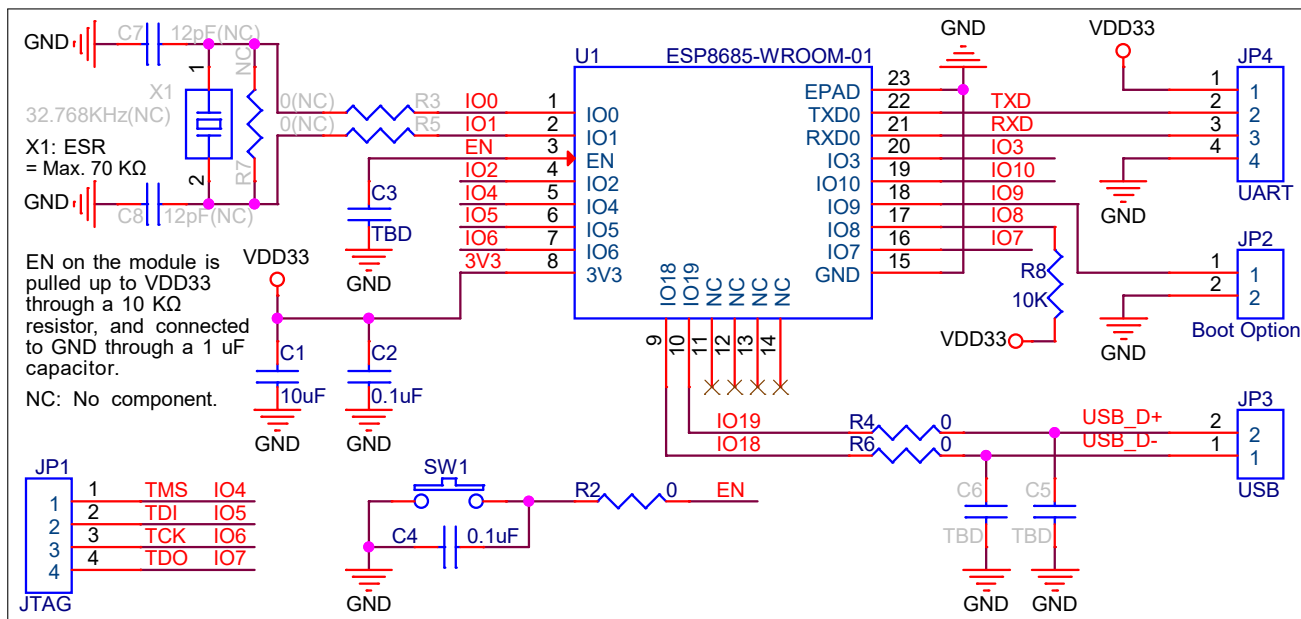 C7
12pF(NC)
GND
NC
1
X1
32.768KHz(NC)
X1: ESR
= Max. 70 KΩ
2
R7
GND
C8
12pF(NC)
0(NC)
R3
0(NC)
R5
IO0
IO1
EN
IO2
IO4
IO5
IO6
3V3
1
2
3
4
5
6
7
8
C3
TBD
GND
U1
ESP8685-WROOM-01
IO0
IO1
EN
IO2
IO4
IO5
IO6
3V3
EPAD
TXD0
RXD0
IO3
IO10
IO9
IO8
IO7
GND
IO18
IO19
NC
NC
NC
NC
9
10
11
12
13
14
23
22
21
20
19
18
17
16
15
GND
TXD
RXD
IO3
IO10
IO9
IO8
IO7
VDD33
JP4
1
2
3
4
1
2
3
4
UART
GND
JP2
1
2
1
2
Boot Option
GND
R8
10K
VDD33
EN on the module is
pulled up to VDD33
through a 10 KΩ
resistor, and connected
to GND through a 1 uF
capacitor.
NC: No component.
VDD33
C1
10uF
GND
C2
0.1uF
GND
IO19
IO18
R4
0
R6
0
USB_D+
USB_D-
JP3
2
1
2
1
USB
C6
TBD
GND
C5
TBD
GND
JP1
1
2
3
4
1
2
3
4
TMS
IO4
TDI
IO5
TCK
IO6
TDO
IO7
JTAG
SW1
R2
0
EN
C4
0.1uF
GND